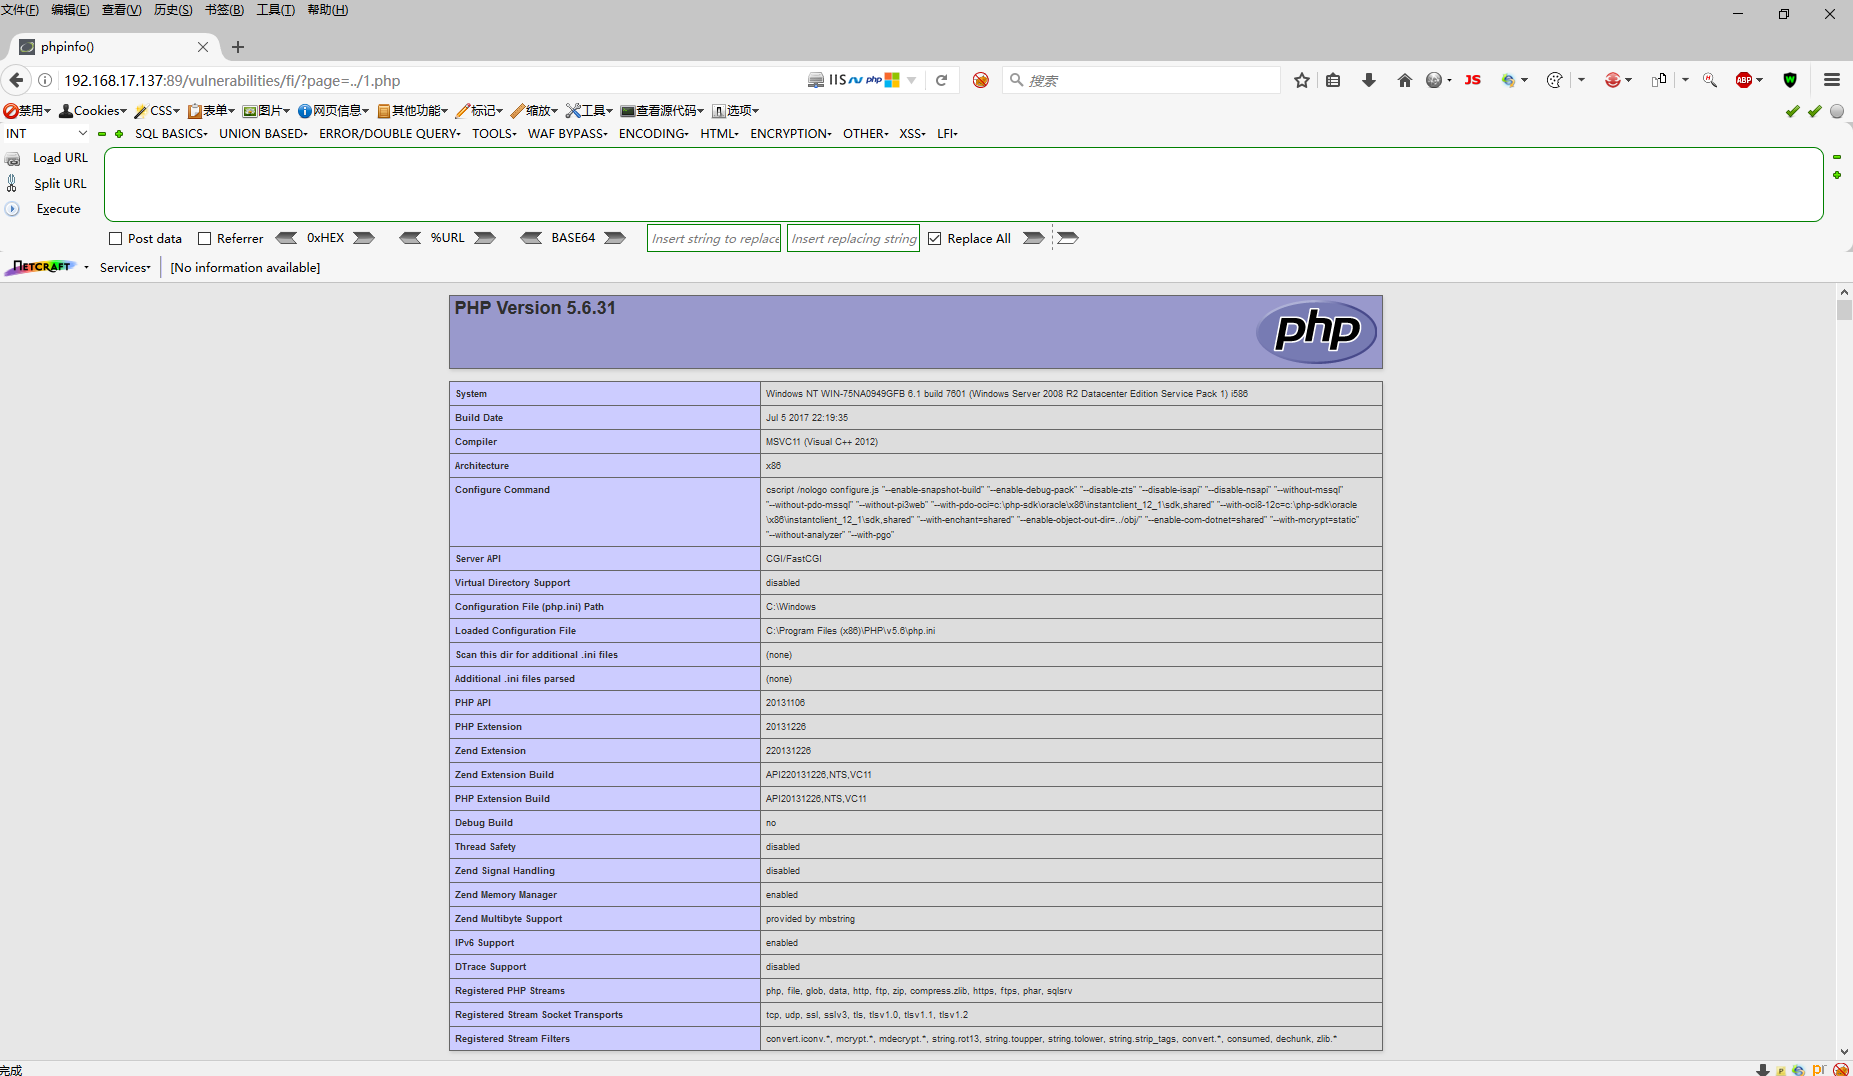 文件(F) 编辑(E) 查看(V) 历史(S) 书签(B) 工具(T) 帮助(H)
phpinfo()
192.168.17.137:89/vulnerabilities/fi/?page=../1.php IIS php 搜索 JS ABP W
禁用 Cookies CSS 表单 图片 网页信息 其他功能 标记 缩放 工具 查看源代码 选项
INT SQL BASICS UNION BASED ERROR/DOUBLE QUERY TOOLS WAF BYPASS ENCODING HTML ENCRYPTION OTHER XSS LFI
Load URL
Split URL
Execute
Post data Referrer 0xHEX %URL BASE64 Insert string to replace Insert replacing string Replace All
NETCRAFT Services [No information available]
PHP Version 5.6.31 php
System Windows NT WIN-75NA0949GFB 6.1 build 7601 (Windows Server 2008 R2 Datacenter Edition Service Pack 1) i586
Build Date Jul 5 2017 22:19:35
Compiler MSVC11 (Visual C++ 2012)
Architecture x86
Configure Command cscript /nologo configure.js "--enable-snapshot-build" "--enable-debug-pack" "--disable-zts" "--disable-isapi" "--disable-nsapi" "--without-mssql"
"--without-pdo-mssql" "--without-pi3web" "--with-pdo-oci=c:\php-sdk\oracle\x86\instantclient_12_1\sdk,shared" "--with-oci8-12c=c:\php-sdk\oracle
\x86\instantclient_12_1\sdk,shared" "--with-enchant=shared" "--enable-object-out-dir=../obj/" "--enable-com-dotnet=shared" "--with-mcrypt=static"
"--without-analyzer" "--with-pgo"
Server API CGI/FastCGI
Virtual Directory Support disabled
Configuration File (php.ini) Path C:\Windows
Loaded Configuration File C:\Program Files (x86)\PHP\v5.6\php.ini
Scan this dir for additional .ini files (none)
Additional .ini files parsed (none)
PHP API 20131106
PHP Extension 20131226
Zend Extension 220131226
Zend Extension Build API220131226,NTS,VC11
PHP Extension Build API20131226,NTS,VC11
Debug Build no
Thread Safety disabled
Zend Signal Handling disabled
Zend Memory Manager enabled
Zend Multibyte Support provided by mbstring
IPv6 Support enabled
DTrace Support disabled
Registered PHP Streams php, file, glob, data, http, ftp, zip, compress.zlib, https, ftps, phar, sqlsrv
Registered Stream Socket Transports tcp, udp, ssl, sslv3, tls, tlsv1.0, tlsv1.1, tlsv1.2
Registered Stream Filters convert.iconv.*, mcrypt.*, mdecrypt.*, string.rot13, string.toupper, string.tolower, string.strip_tags, convert.*, consumed, dechunk, zlib.*
完成 pr